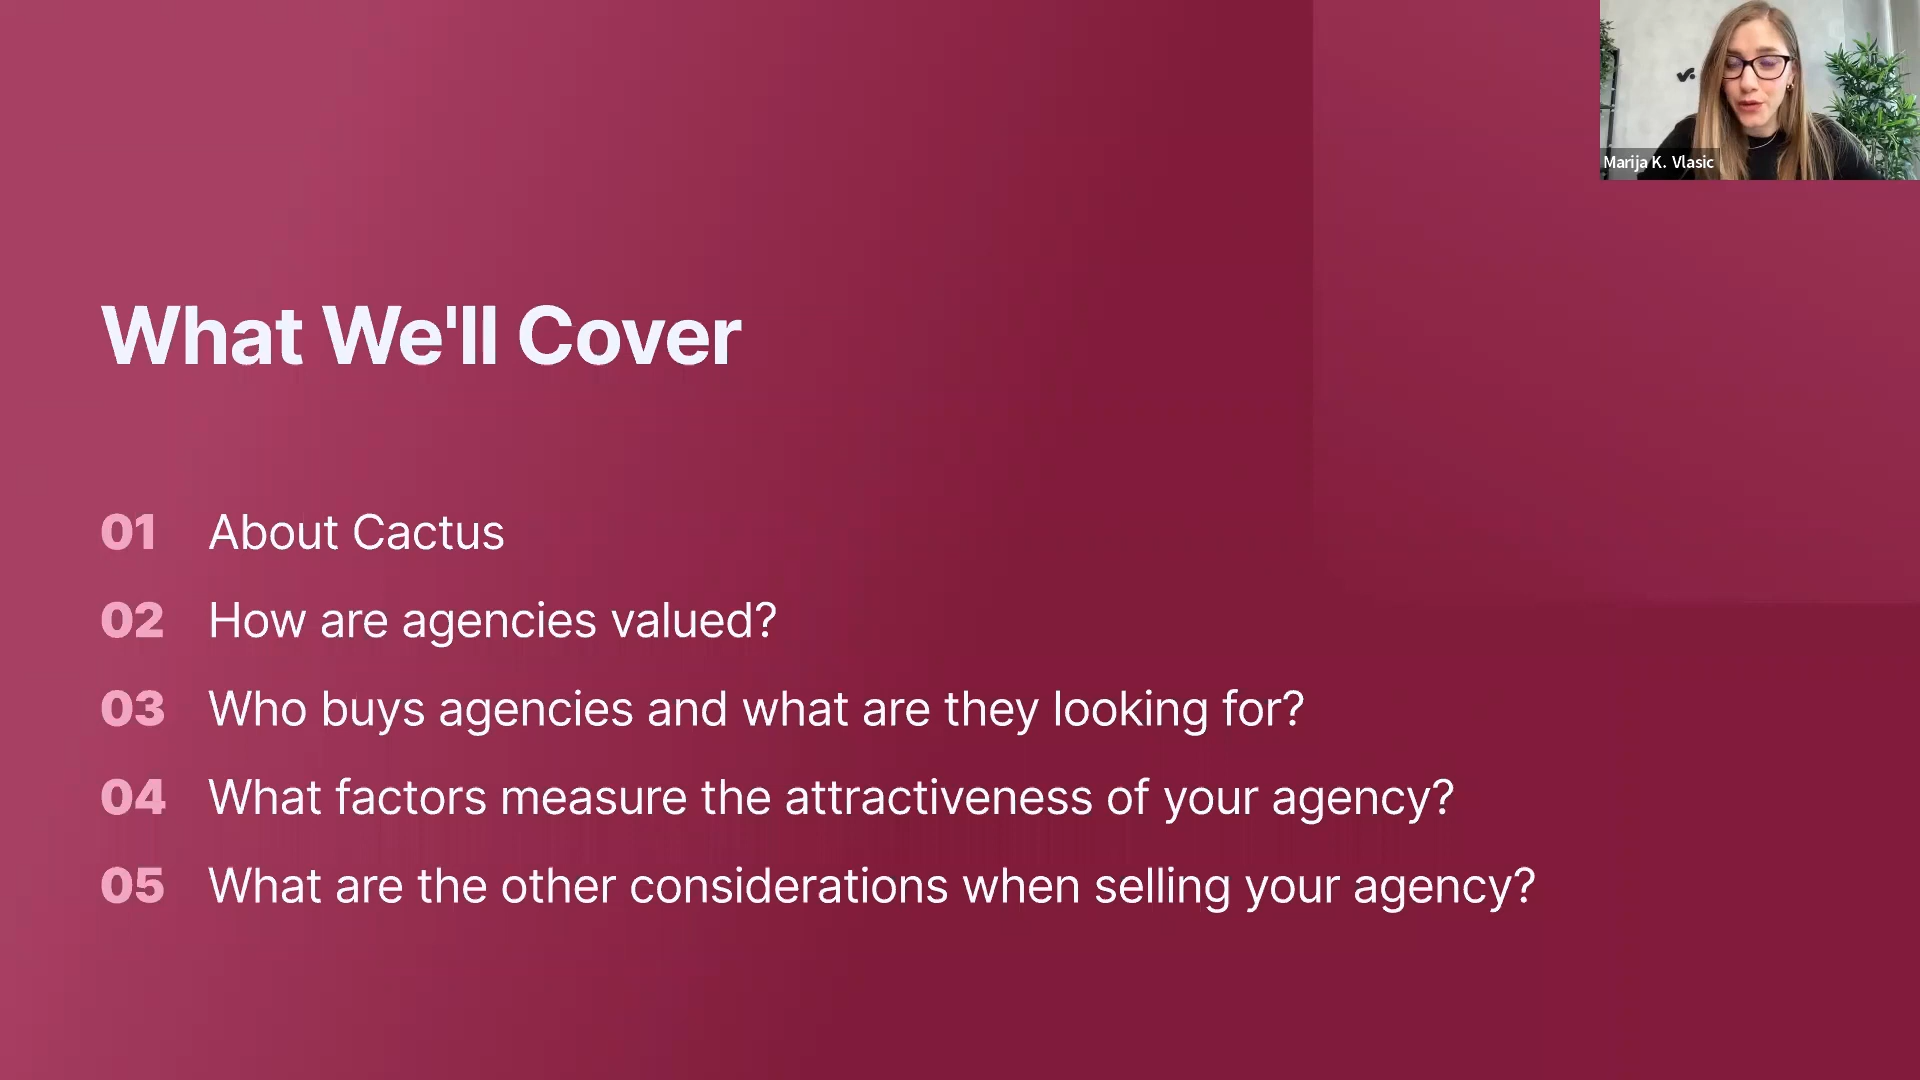 Marija K. Vlasic
What We'll Cover
01 About Cactus
02 How are agencies valued?
03 Who buys agencies and what are they looking for?
04 What factors measure the attractiveness of your agency?
05 What are the other considerations when selling your agency?